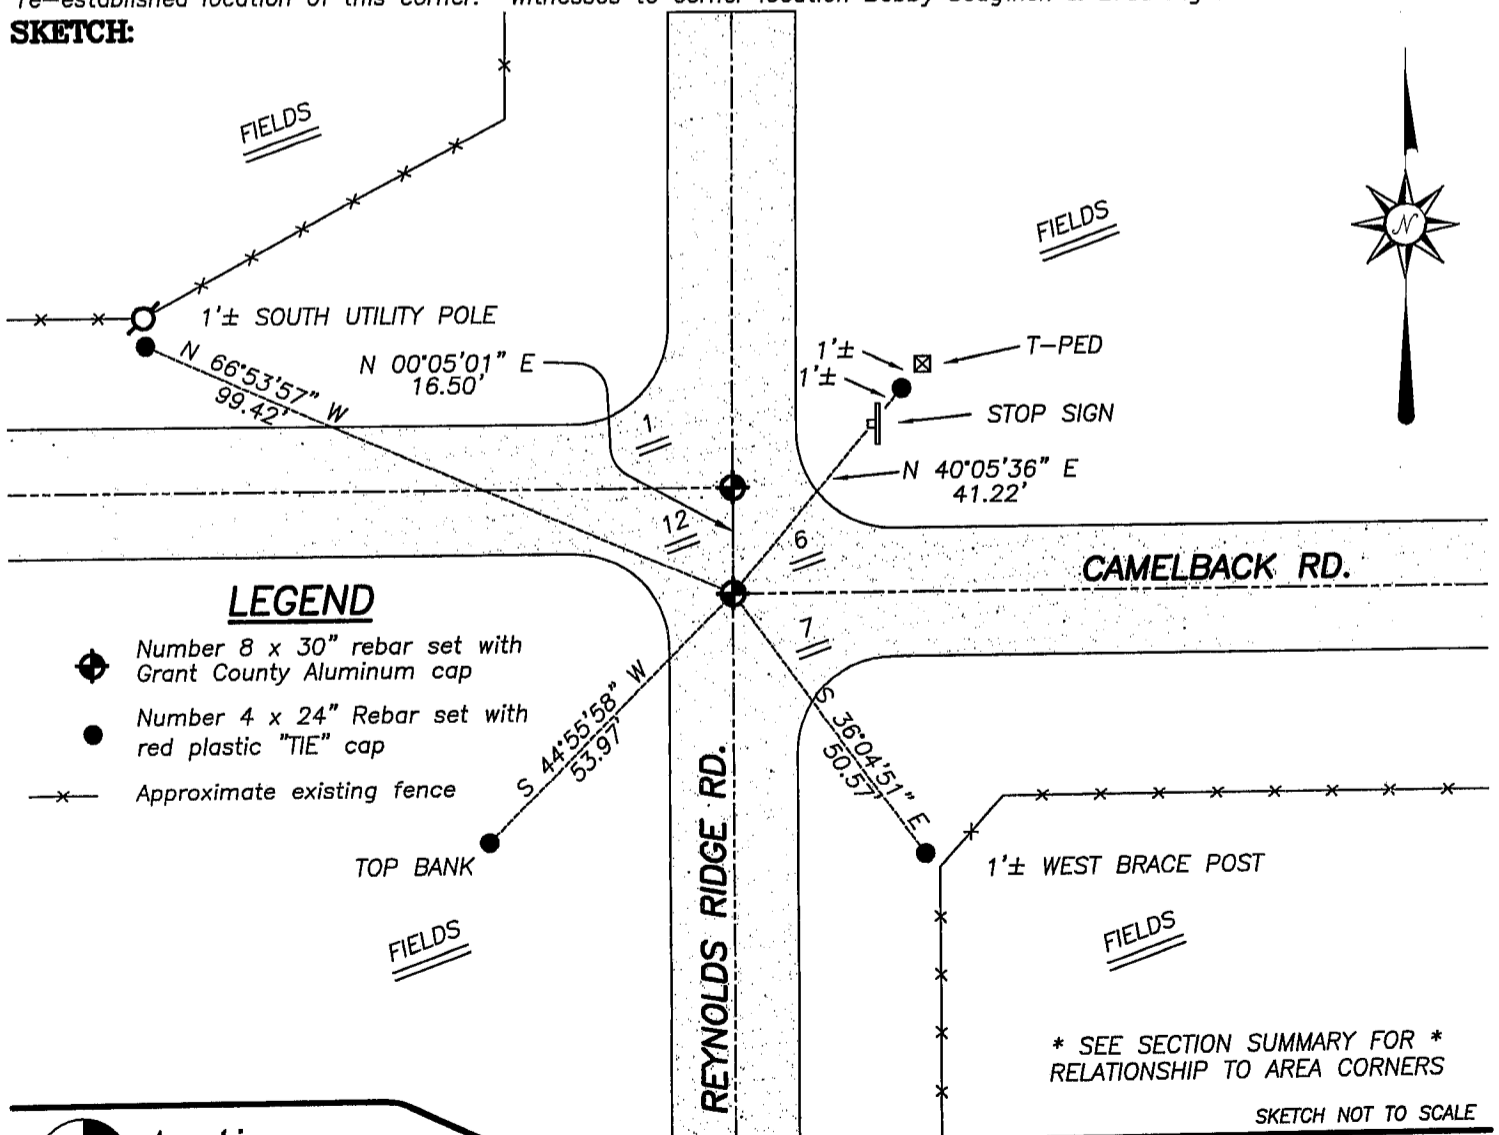 SKETCH:
FIELDS
FIELDS
1'± SOUTH UTILITY POLE
N 66°53'57" W
99.42'
N 00°05'01" E
16.50'
1'±
T-PED
1'±
STOP SIGN
N 40°05'36" E
41.22'
N
1
12
6
7
CAMELBACK RD.
LEGEND
Number 8 x 30" rebar set with
Grant County Aluminum cap
Number 4 x 24" Rebar set with
red plastic "TIE" cap
Approximate existing fence
S 44°55'58" W
53.97'
S 36°04'51" E
50.57'
REYNOLDS RIDGE RD.
TOP BANK
1'± WEST BRACE POST
FIELDS
FIELDS
* SEE SECTION SUMMARY FOR *
RELATIONSHIP TO AREA CORNERS
SKETCH NOT TO SCALE